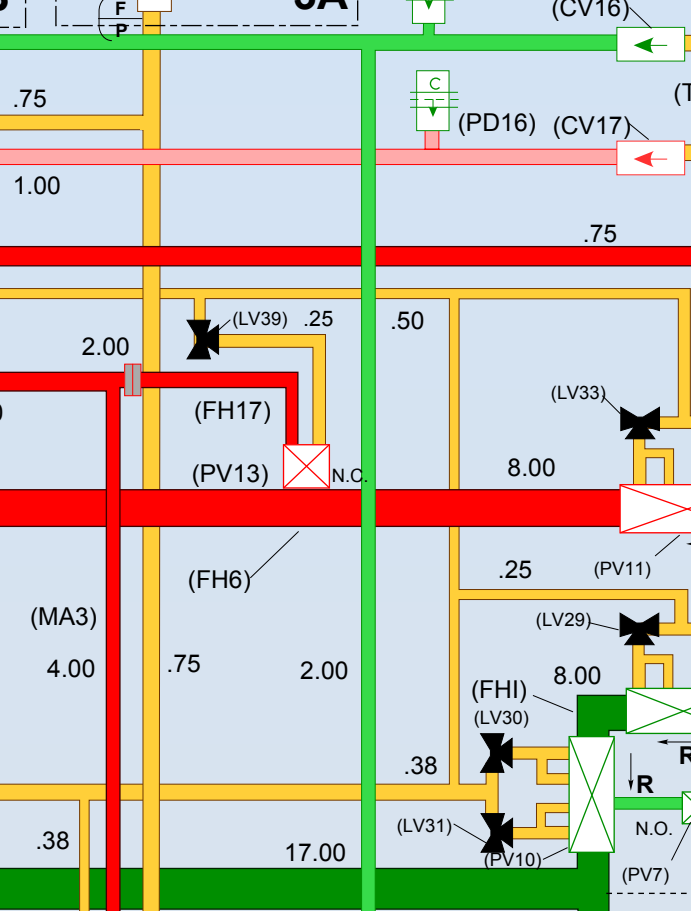 F
P
(CV16)
.75
C
(PD16)
(CV17)
(T
1.00
.75
(LV39)
.25
.50
2.00
(LV33)
(FH17)
(PV13)
N.C.
8.00
(FH6)
(PV11)
.25
(MA3)
(LV29)
4.00
.75
2.00
8.00
(FHI)
(LV30)
R
.38
R
(LV31)
N.O.
.38
17.00
(PV10)
(PV7)